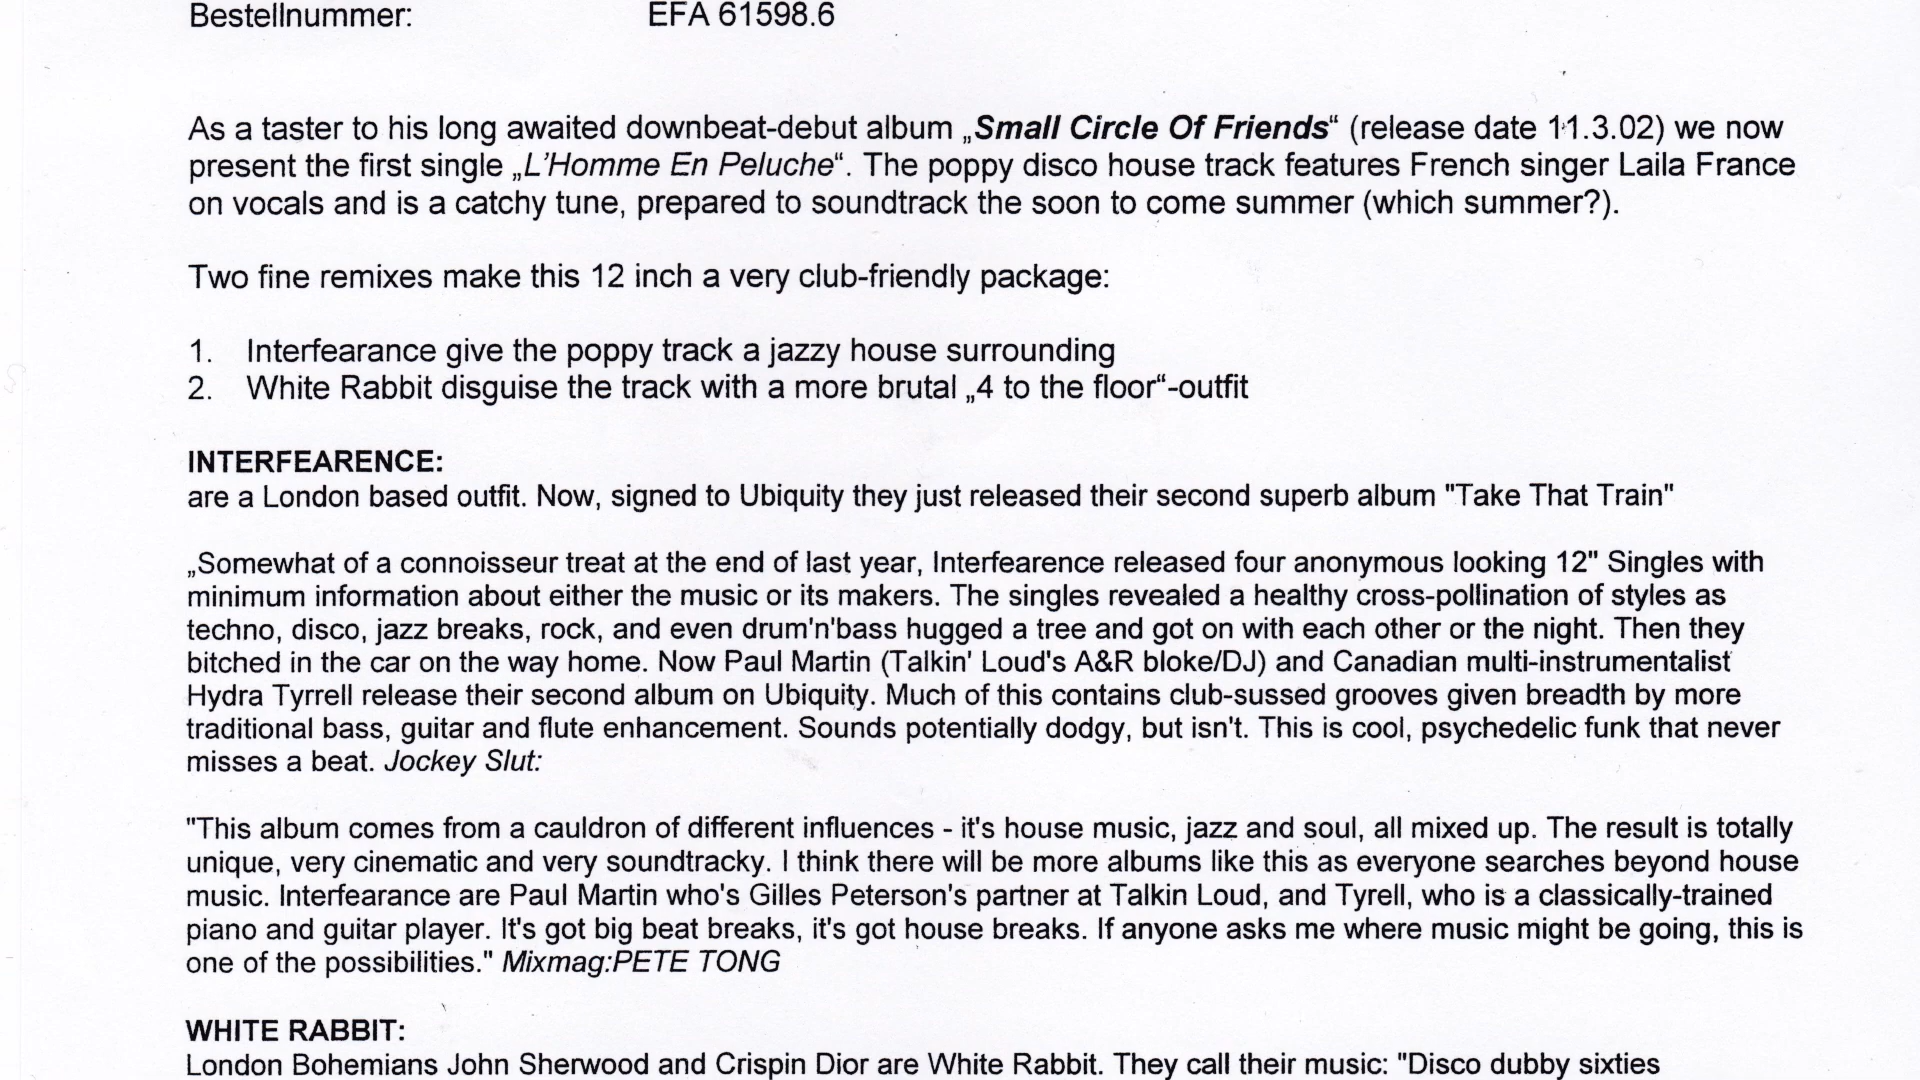 Bestellnummer: EFA 61598.6
As a taster to his long awaited downbeat-debut album „Small Circle Of Friends“ (release date 11.3.02) we now
present the first single „L'Homme En Peluche“. The poppy disco house track features French singer Laila France
on vocals and is a catchy tune, prepared to soundtrack the soon to come summer (which summer?).
Two fine remixes make this 12 inch a very club-friendly package:
1. Interfearance give the poppy track a jazzy house surrounding
2. White Rabbit disguise the track with a more brutal „4 to the floor“-outfit
INTERFEARENCE:
are a London based outfit. Now, signed to Ubiquity they just released their second superb album "Take That Train"
„Somewhat of a connoisseur treat at the end of last year, Interfearence released four anonymous looking 12" Singles with
minimum information about either the music or its makers. The singles revealed a healthy cross-pollination of styles as
techno, disco, jazz breaks, rock, and even drum'n'bass hugged a tree and got on with each other or the night. Then they
bitched in the car on the way home. Now Paul Martin (Talkin' Loud's A&R bloke/DJ) and Canadian multi-instrumentalist
Hydra Tyrrell release their second album on Ubiquity. Much of this contains club-sussed grooves given breadth by more
traditional bass, guitar and flute enhancement. Sounds potentially dodgy, but isn't. This is cool, psychedelic funk that never
misses a beat. Jockey Slut:
"This album comes from a cauldron of different influences - it's house music, jazz and soul, all mixed up. The result is totally
unique, very cinematic and very soundtracky. I think there will be more albums like this as everyone searches beyond house
music. Interfearance are Paul Martin who's Gilles Peterson's partner at Talkin Loud, and Tyrell, who is a classically-trained
piano and guitar player. It's got big beat breaks, it's got house breaks. If anyone asks me where music might be going, this is
one of the possibilities." Mixmag:PETE TONG
WHITE RABBIT:
London Bohemians John Sherwood and Crispin Dior are White Rabbit. They call their music: "Disco dubby sixties